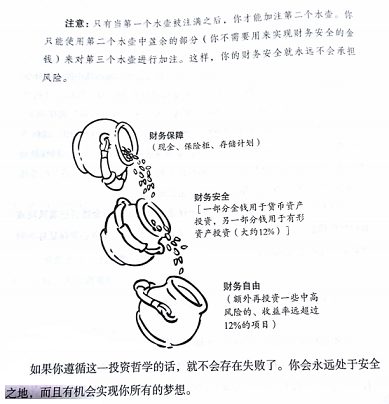 注意：只有当第一个水壶被注满之后，你才能加注第二个水壶。你
只能使用第二个水壶中盈余的部分（你不需要用来实现财务安全的金
钱）来对第三个水壶进行加注。这样，你的财务安全就永远不会承担
风险。
财务保障
（现金、保险柜、存储计划）
财务安全
［一部分金钱用于货币资产
投资，另一部分钱用于有形
资产投资（大约12%）］
财务自由
（额外再投资一些中高
风险的、收益率远超过
12%的项目）
如果你遵循这一投资哲学的话，就不会存在失败了。你会永远处于安全
之地，而且有机会实现你所有的梦想。